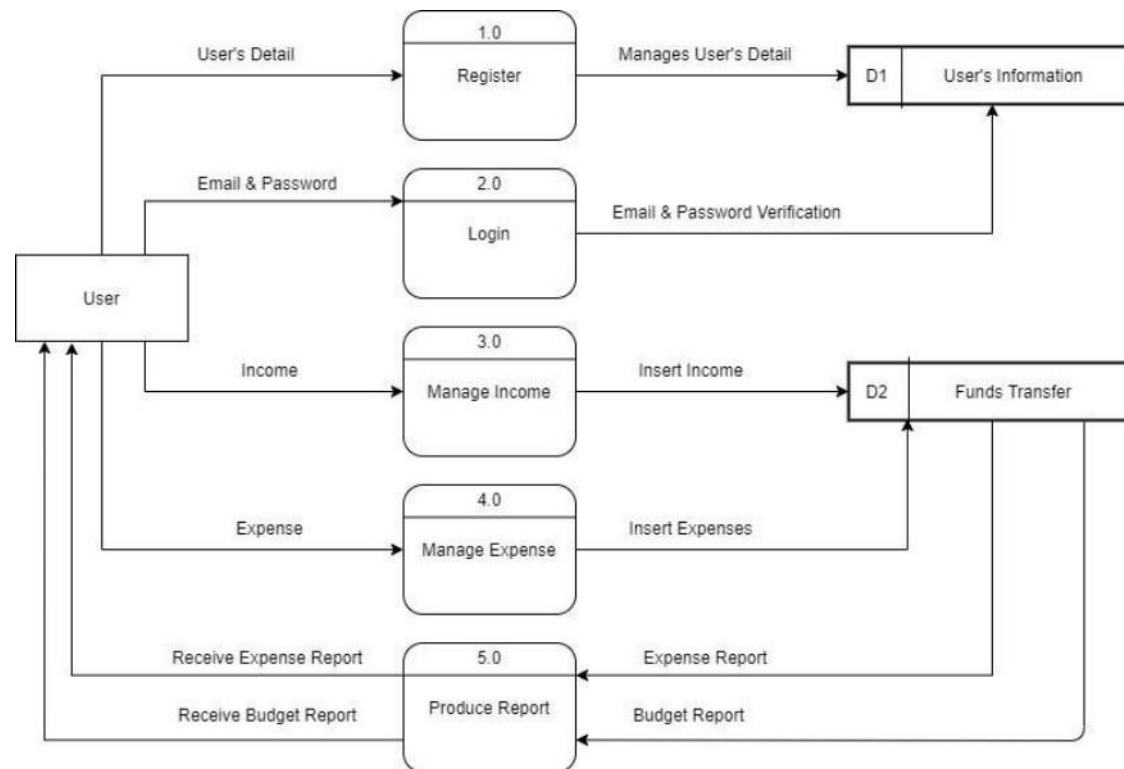 1.0
User's Detail
Manages User's Detail
Register
D1
User's Information
Email & Password
2.0
Email & Password Verification
Login
User
3.0
Income
Insert Income
Manage Income
D2
Funds Transfer
4.0
Expense
Insert Expenses
Manage Expense
Receive Expense Report
5.0
Expense Report
Receive Budget Report
Produce Report
Budget Report